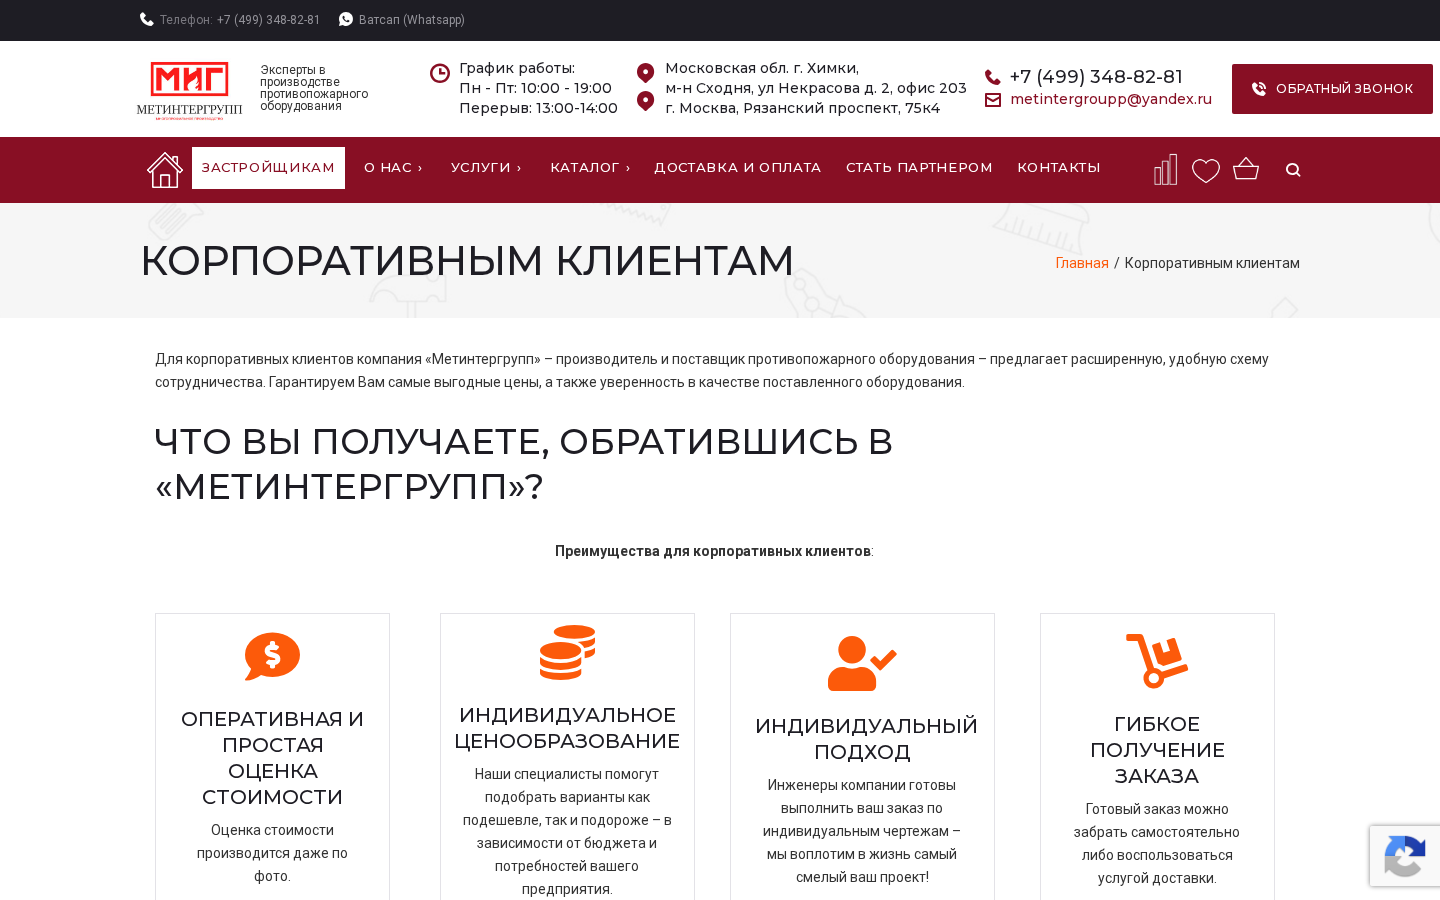 Телефон: +7 (499) 348-82-81 Ватсап (Whatsapp)
МИГ
МЕТИНТЕРГРУПП
Эксперты в
производстве
противопожарного
оборудования
График работы:
Пн - Пт: 10:00 - 19:00
Перерыв: 13:00-14:00
Московская обл. г. Химки,
м-н Сходня, ул Некрасова д. 2, офис 203
г. Москва, Рязанский проспект, 75к4
+7 (499) 348-82-81
metintergroupp@yandex.ru
ОБРАТНЫЙ ЗВОНОК
ЗАСТРОЙЩИКАМ О НАС › УСЛУГИ › КАТАЛОГ › ДОСТАВКА И ОПЛАТА СТАТЬ ПАРТНЕРОМ КОНТАКТЫ
КОРПОРАТИВНЫМ КЛИЕНТАМ
Главная / Корпоративным клиентам
Для корпоративных клиентов компания «Метинтергрупп» – производитель и поставщик противопожарного оборудования – предлагает расширенную, удобную схему
сотрудничества. Гарантируем Вам самые выгодные цены, а также уверенность в качестве поставленного оборудования.
ЧТО ВЫ ПОЛУЧАЕТЕ, ОБРАТИВШИСЬ В
«МЕТИНТЕРГРУПП»?
Преимущества для корпоративных клиентов:
ОПЕРАТИВНАЯ И
ПРОСТАЯ
ОЦЕНКА
СТОИМОСТИ
Оценка стоимости
производится даже по
фото.
ИНДИВИДУАЛЬНОЕ
ЦЕНООБРАЗОВАНИЕ
Наши специалисты помогут
подобрать варианты как
подешевле, так и подороже – в
зависимости от бюджета и
потребностей вашего
предприятия.
ИНДИВИДУАЛЬНЫЙ
ПОДХОД
Инженеры компании готовы
выполнить ваш заказ по
индивидуальным чертежам –
мы воплотим в жизнь самый
смелый ваш проект!
ГИБКОЕ
ПОЛУЧЕНИЕ
ЗАКАЗА
Готовый заказ можно
забрать самостоятельно
либо воспользоваться
услугой доставки.